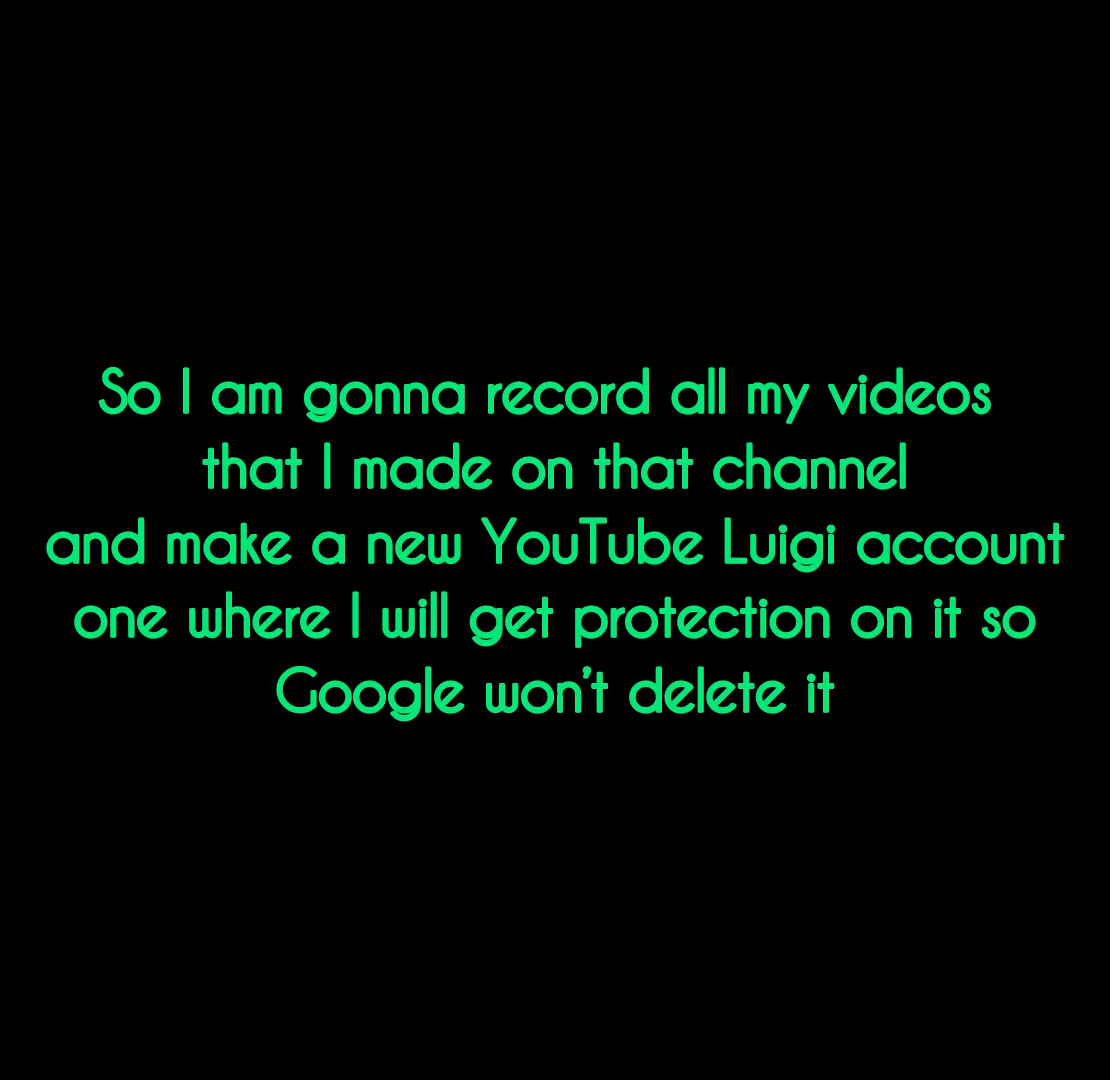 So I am gonna record all my videos
that I made on that channel
and make a new YouTube Luigi account
one where I will get protection on it so
Google won't delete it